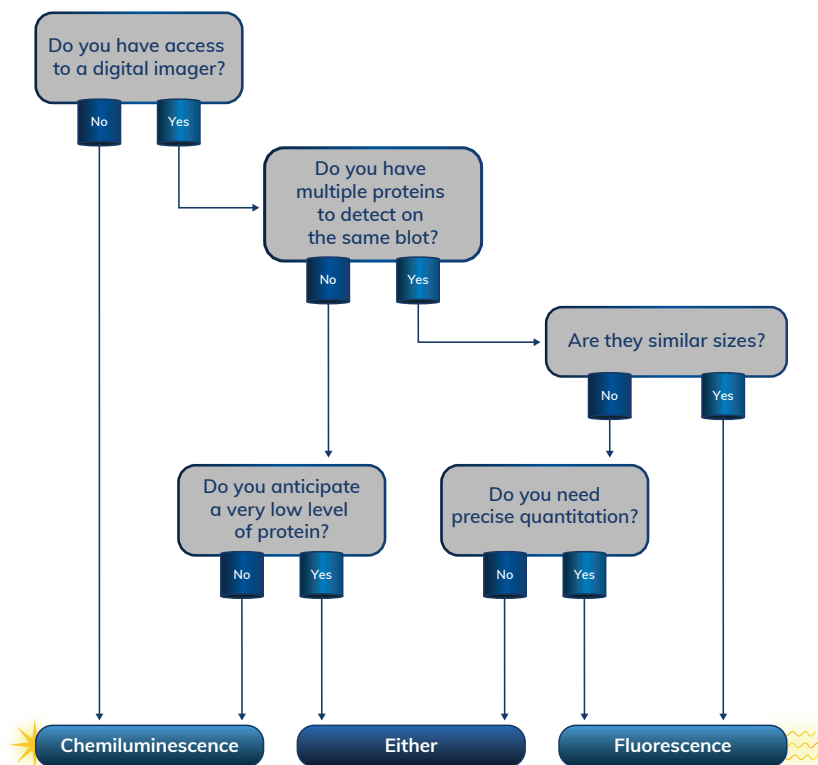 Do you have access
to a digital imager?
No
Yes
Do you have
multiple proteins
to detect on
the same blot?
No
Yes
Are they similar sizes?
No
Yes
Do you anticipate
a very low level
of protein?
No
Yes
Do you need
precise quantitation?
No
Yes
Chemiluminescence
Either
Fluorescence